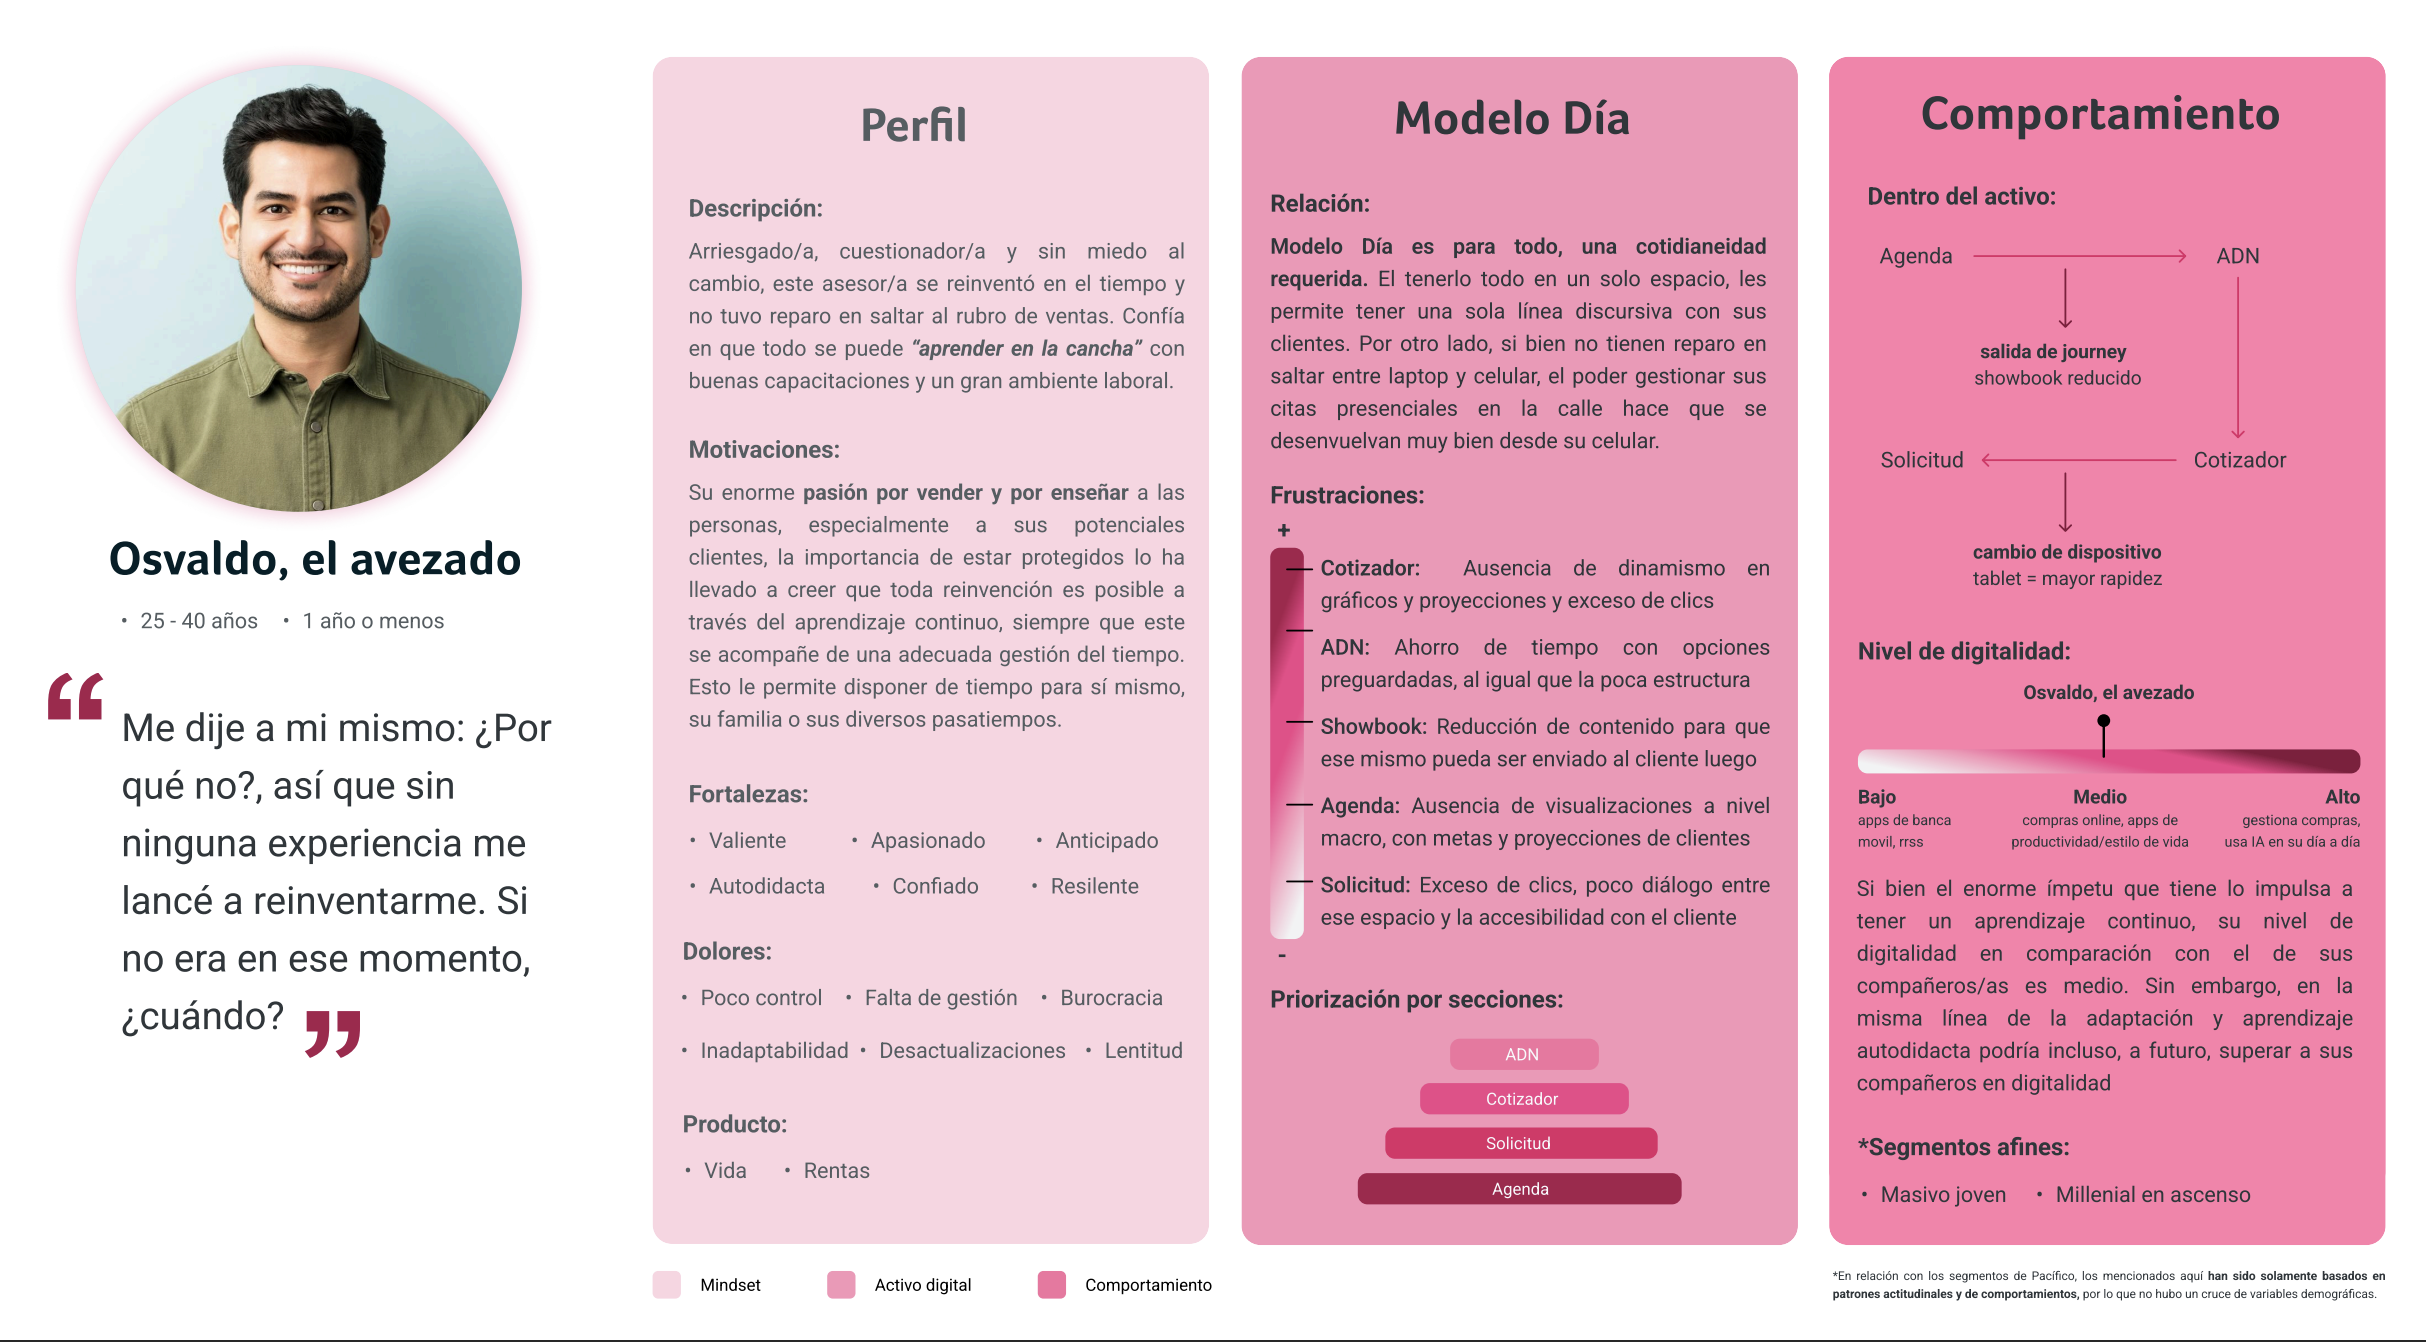 Osvaldo, el avezado
• 25 - 40 años • 1 año o menos
“
Me dije a mi mismo: ¿Por
qué no?, así que sin
ninguna experiencia me
lancé a reinventarme. Si
no era en ese momento,
¿cuándo? ”
Perfil
Descripción:
Arriesgado/a, cuestionador/a y sin miedo al
cambio, este asesor/a se reinventó en el tiempo y
no tuvo reparo en saltar al rubro de ventas. Confía
en que todo se puede “aprender en la cancha” con
buenas capacitaciones y un gran ambiente laboral.
Motivaciones:
Su enorme pasión por vender y por enseñar a las
personas, especialmente a sus potenciales
clientes, la importancia de estar protegidos lo ha
llevado a creer que toda reinvención es posible a
través del aprendizaje continuo, siempre que este
se acompañe de una adecuada gestión del tiempo.
Esto le permite disponer de tiempo para sí mismo,
su familia o sus diversos pasatiempos.
Fortalezas:
• Valiente • Apasionado • Anticipado
• Autodidacta • Confiado • Resilente
Dolores:
• Poco control • Falta de gestión • Burocracia
• Inadaptabilidad • Desactualizaciones • Lentitud
Producto:
• Vida • Rentas
Modelo Día
Relación:
Modelo Día es para todo, una cotidianeidad
requerida. El tenerlo todo en un solo espacio, les
permite tener una sola línea discursiva con sus
clientes. Por otro lado, si bien no tienen reparo en
saltar entre laptop y celular, el poder gestionar sus
citas presenciales en la calle hace que se
desenvuelvan muy bien desde su celular.
Frustraciones:
+
Cotizador: Ausencia de dinamismo en
gráficos y proyecciones y exceso de clics
ADN: Ahorro de tiempo con opciones
preguardadas, al igual que la poca estructura
Showbook: Reducción de contenido para que
ese mismo pueda ser enviado al cliente luego
Agenda: Ausencia de visualizaciones a nivel
macro, con metas y proyecciones de clientes
Solicitud: Exceso de clics, poco diálogo entre
ese espacio y la accesibilidad con el cliente
-
Priorización por secciones:
ADN
Cotizador
Solicitud
Agenda
Comportamiento
Dentro del activo:
Agenda ADN
salida de journey
showbook reducido
Solicitud Cotizador
cambio de dispositivo
tablet = mayor rapidez
Nivel de digitalidad:
Osvaldo, el avezado
Bajo Medio Alto
apps de banca compras online, apps de gestiona compras,
movil, rrss productividad/estilo de vida usa IA en su día a día
Si bien el enorme ímpetu que tiene lo impulsa a
tener un aprendizaje continuo, su nivel de
digitalidad en comparación con el de sus
compañeros/as es medio. Sin embargo, en la
misma línea de la adaptación y aprendizaje
autodidacta podría incluso, a futuro, superar a sus
compañeros en digitalidad
*Segmentos afines:
• Masivo joven • Millenial en ascenso
Mindset Activo digital Comportamiento
*En relación con los segmentos de Pacífico, los mencionados aquí han sido solamente basados en
patrones actitudinales y de comportamientos, por lo que no hubo un cruce de variables demográficas.